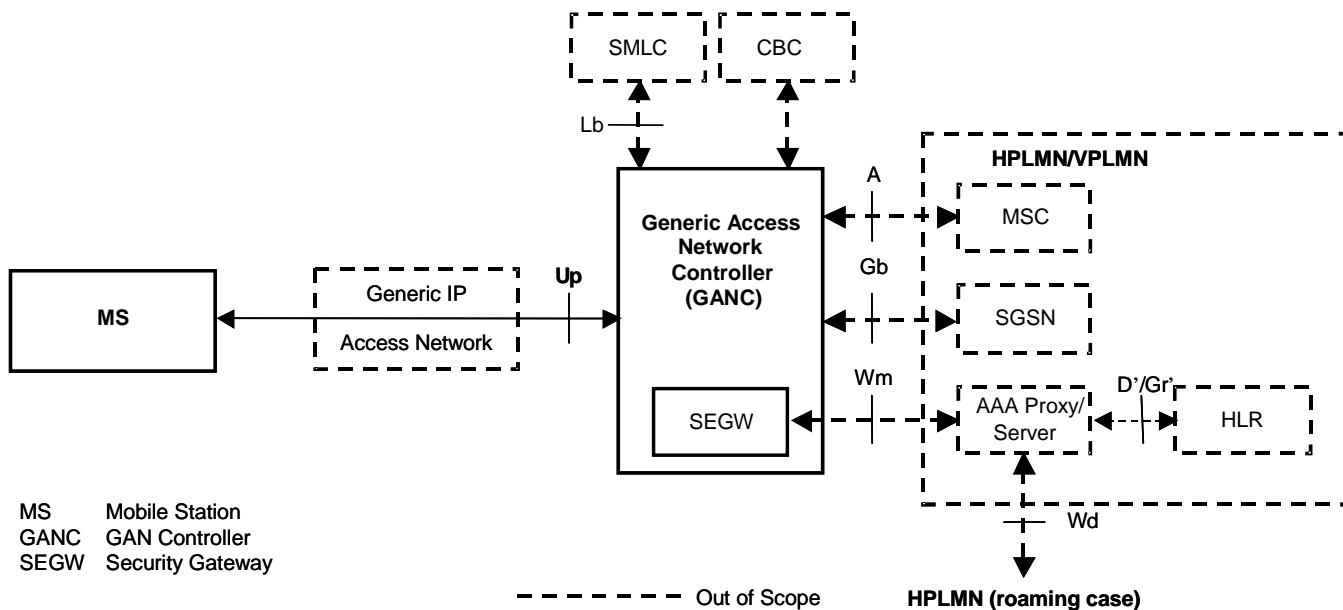 SMLC
CBC
Lb
HPLMN/VPLMN
A
MSC
Generic Access
Network
Controller
(GANC)
Gb
Up
Generic IP
MS
SGSN
Access Network
Wm
D’/Gr’
SEGW
AAA Proxy/
Server
HLR
MS Mobile Station
GANC GAN Controller
SEGW Security Gateway
Wd
Out of Scope
HPLMN (roaming case)